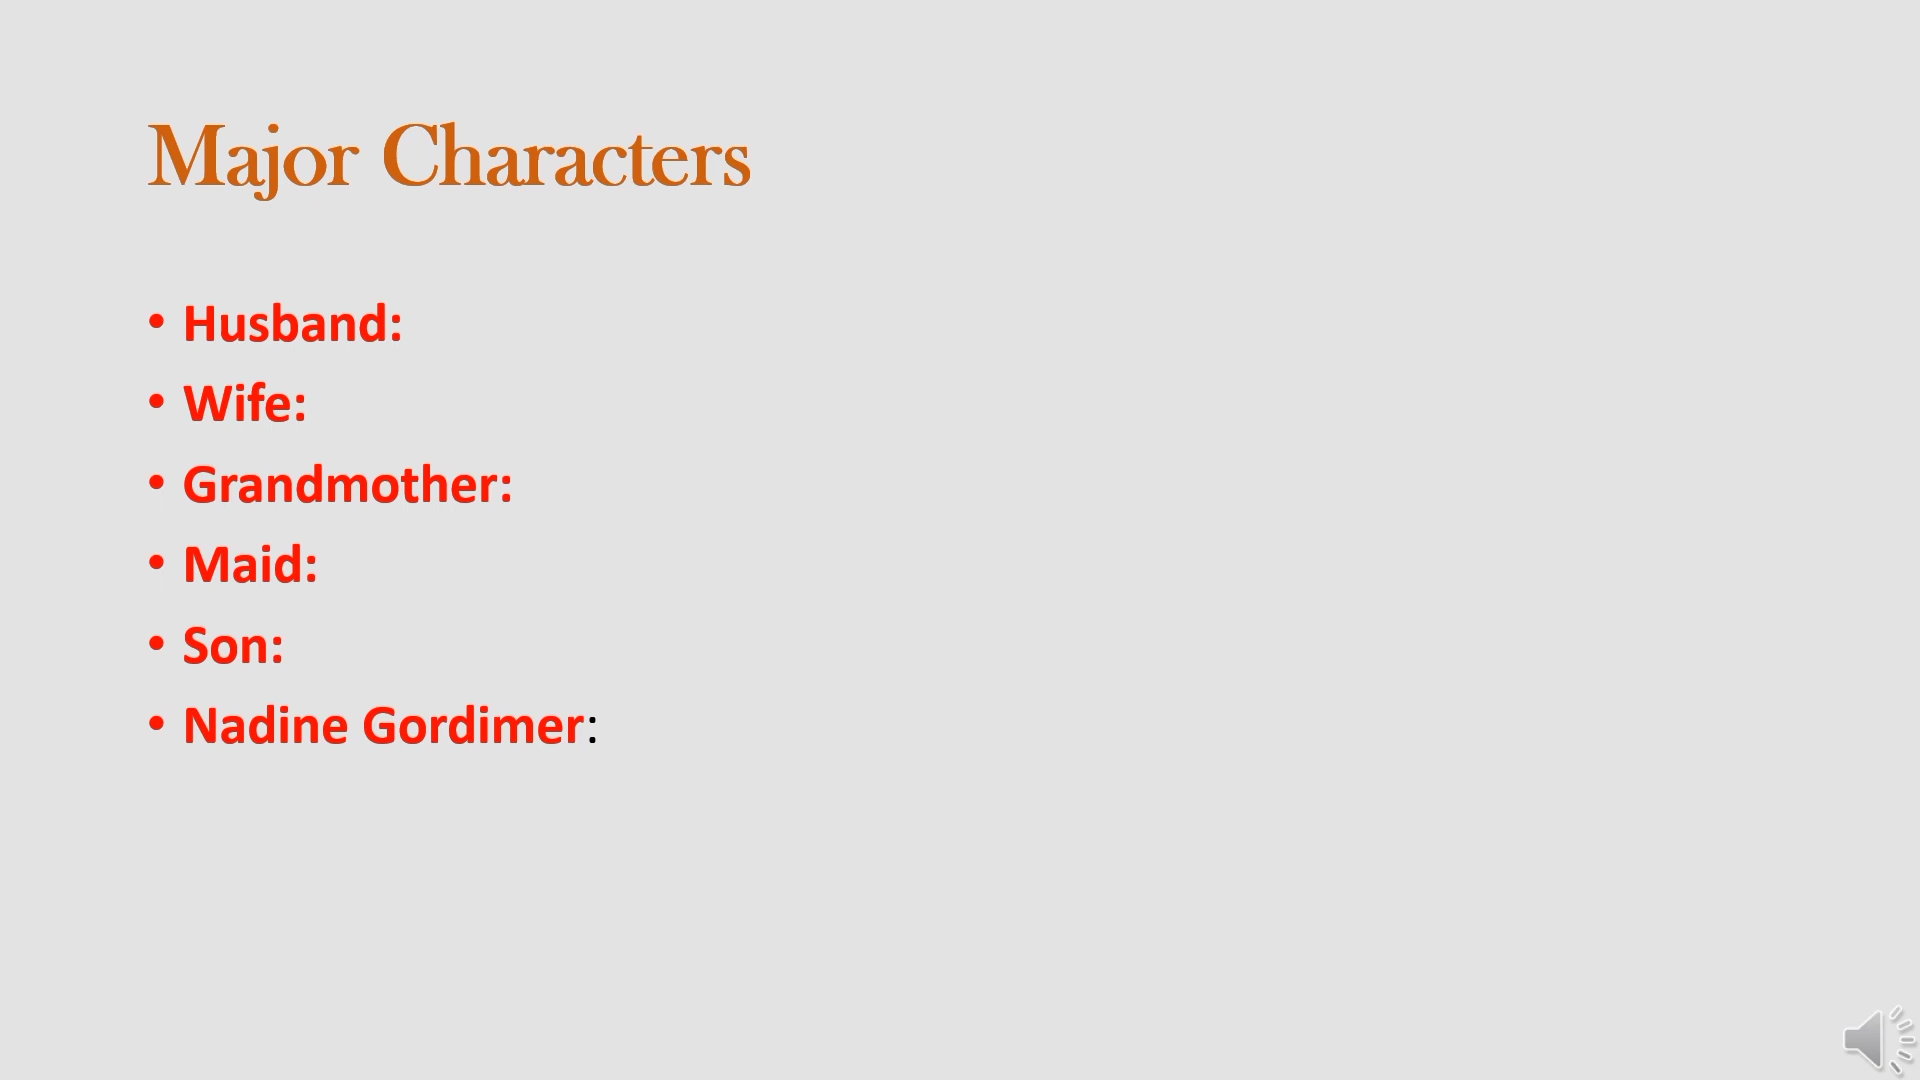 Major Characters
• Husband:
• Wife:
• Grandmother:
• Maid:
• Son:
• Nadine Gordimer: